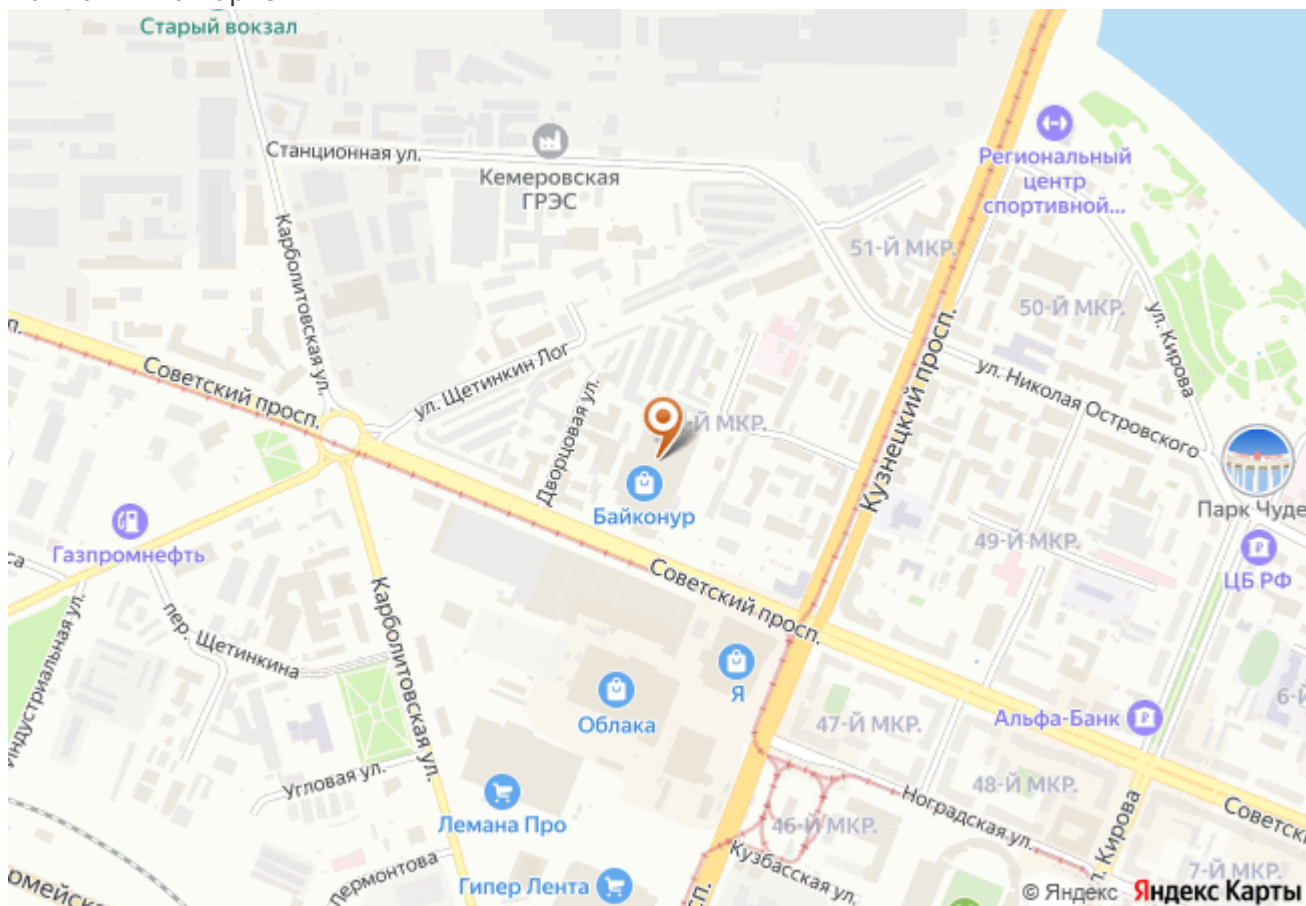 Старый вокзал
Станционная ул.
Кемеровская
ГРЭС
Региональный
центр
спортивной...
51-Й МКР.
50-Й МКР.
ул. Кирова
Карболитовская ул.
Кузнецкий просп.
ул. Николая Островского
Советский просп.
ул. Щетинкин Лог
Дворцовая ул.
-Й МКР.
Байконур
Парк Чуде
49-Й МКР.
ЦБ РФ
Газпромнефть
Советский просп.
пер. Щетинкина
Индустриальная ул.
Карболитовская ул.
Я
Облака
47-Й МКР.
Альфа-Банк
48-Й МКР.
Угловая ул.
Лемана Про
46-Й МКР.
Ноградская ул.
Советс
Кузбасская ул.
Кирова
7-Й МКР.
Гипер Лента
© Яндекс Яндекс Карты